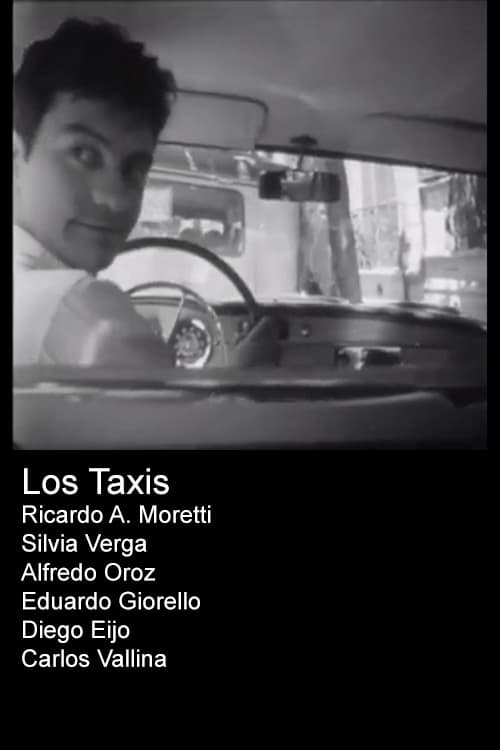 Los Taxis
Ricardo A. Moretti
Silvia Verga
Alfredo Oroz
Eduardo Giorello
Diego Eijo
Carlos Vallina